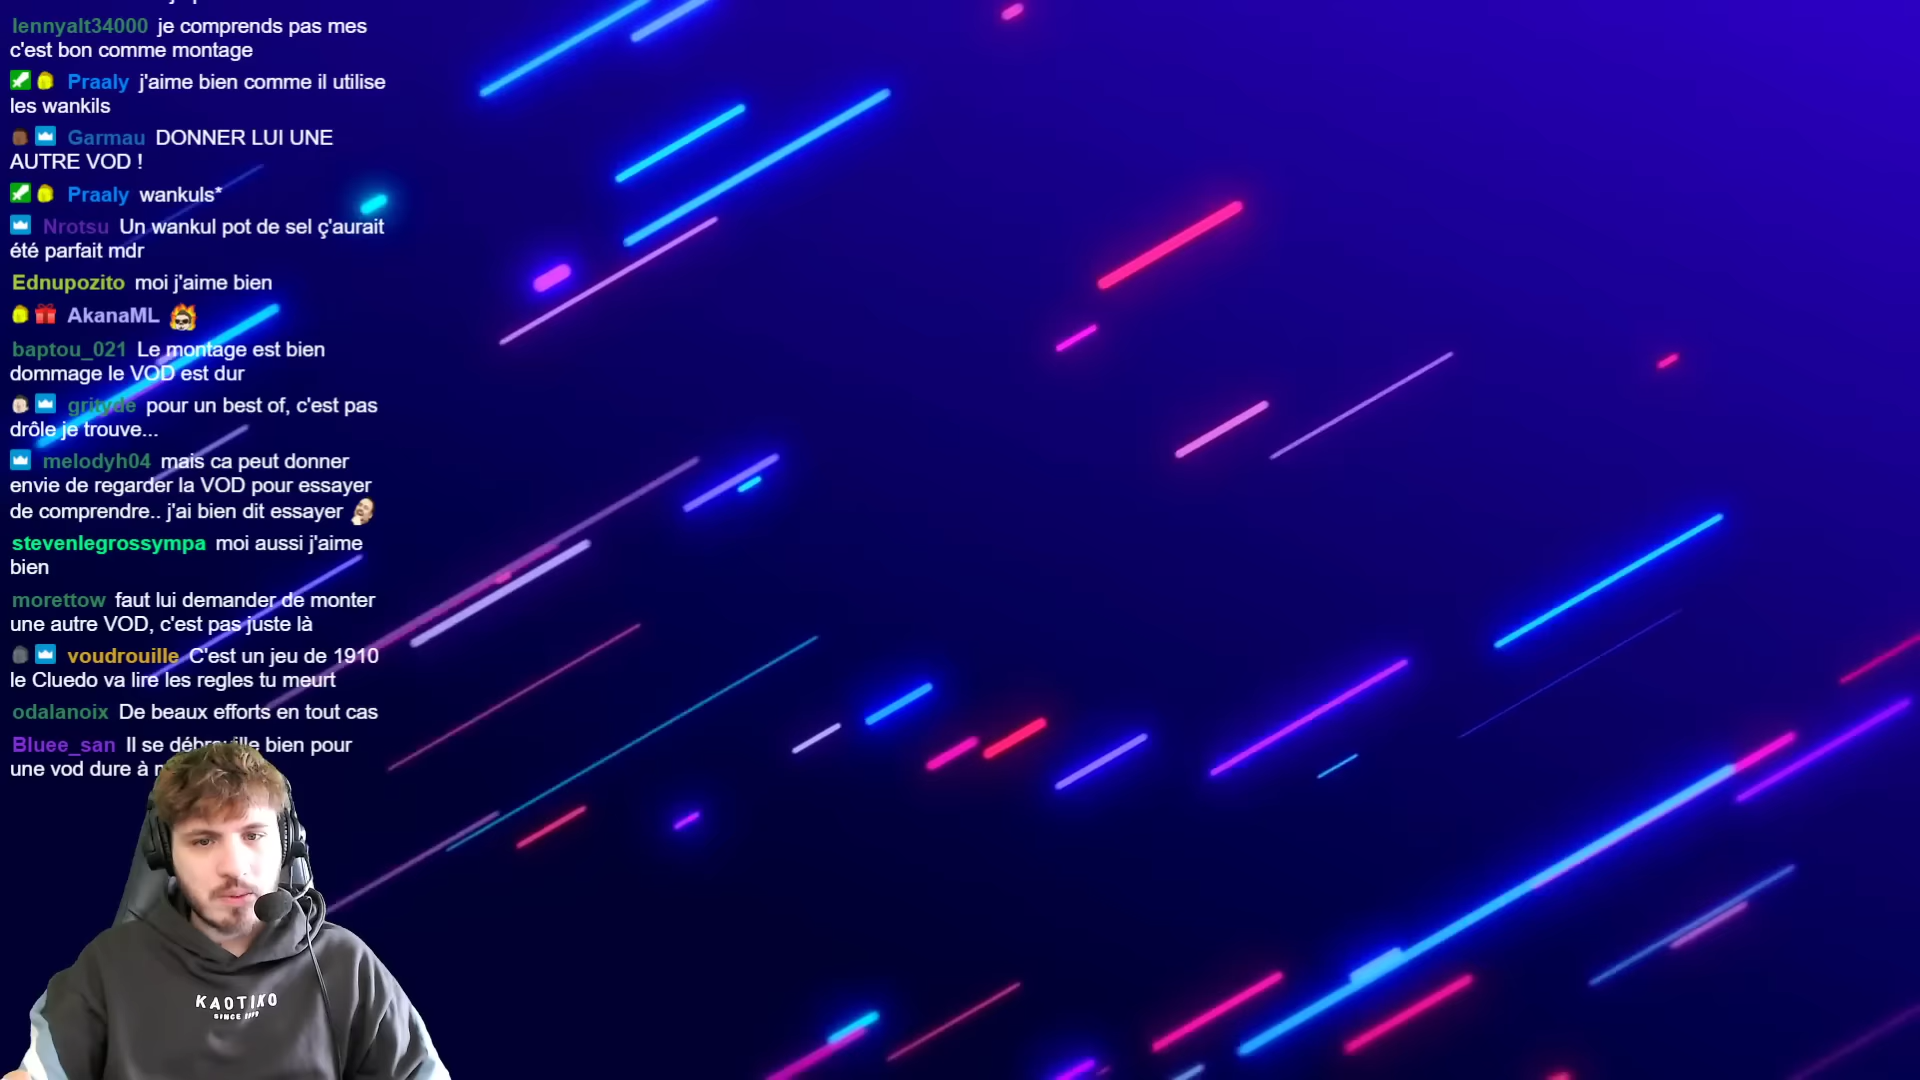 lennyalt34000 je comprends pas mes
c'est bon comme montage
Praaly j'aime bien comme il utilise
les wankils
Garmau DONNER LUI UNE
AUTRE VOD !
Praaly wankuls*
Nrotsu Un wankul pot de sel ç'aurait
été parfait mdr
Ednupozito moi j'aime bien
AkanaML
baptou_021 Le montage est bien
dommage le VOD est dur
grityde pour un best of, c'est pas
drôle je trouve...
melodyh04 mais ca peut donner
envie de regarder la VOD pour essayer
de comprendre.. j'ai bien dit essayer
stevenlegrossympa moi aussi j'aime
bien
morettow faut lui demander de monter
une autre VOD, c'est pas juste là
voudrouille C'est un jeu de 1910
le Cluedo va lire les regles tu meurt
odalanoix De beaux efforts en tout cas
Bluee_san Il se débrouille bien pour
une vod dure à
KAOTIKO
SINCE